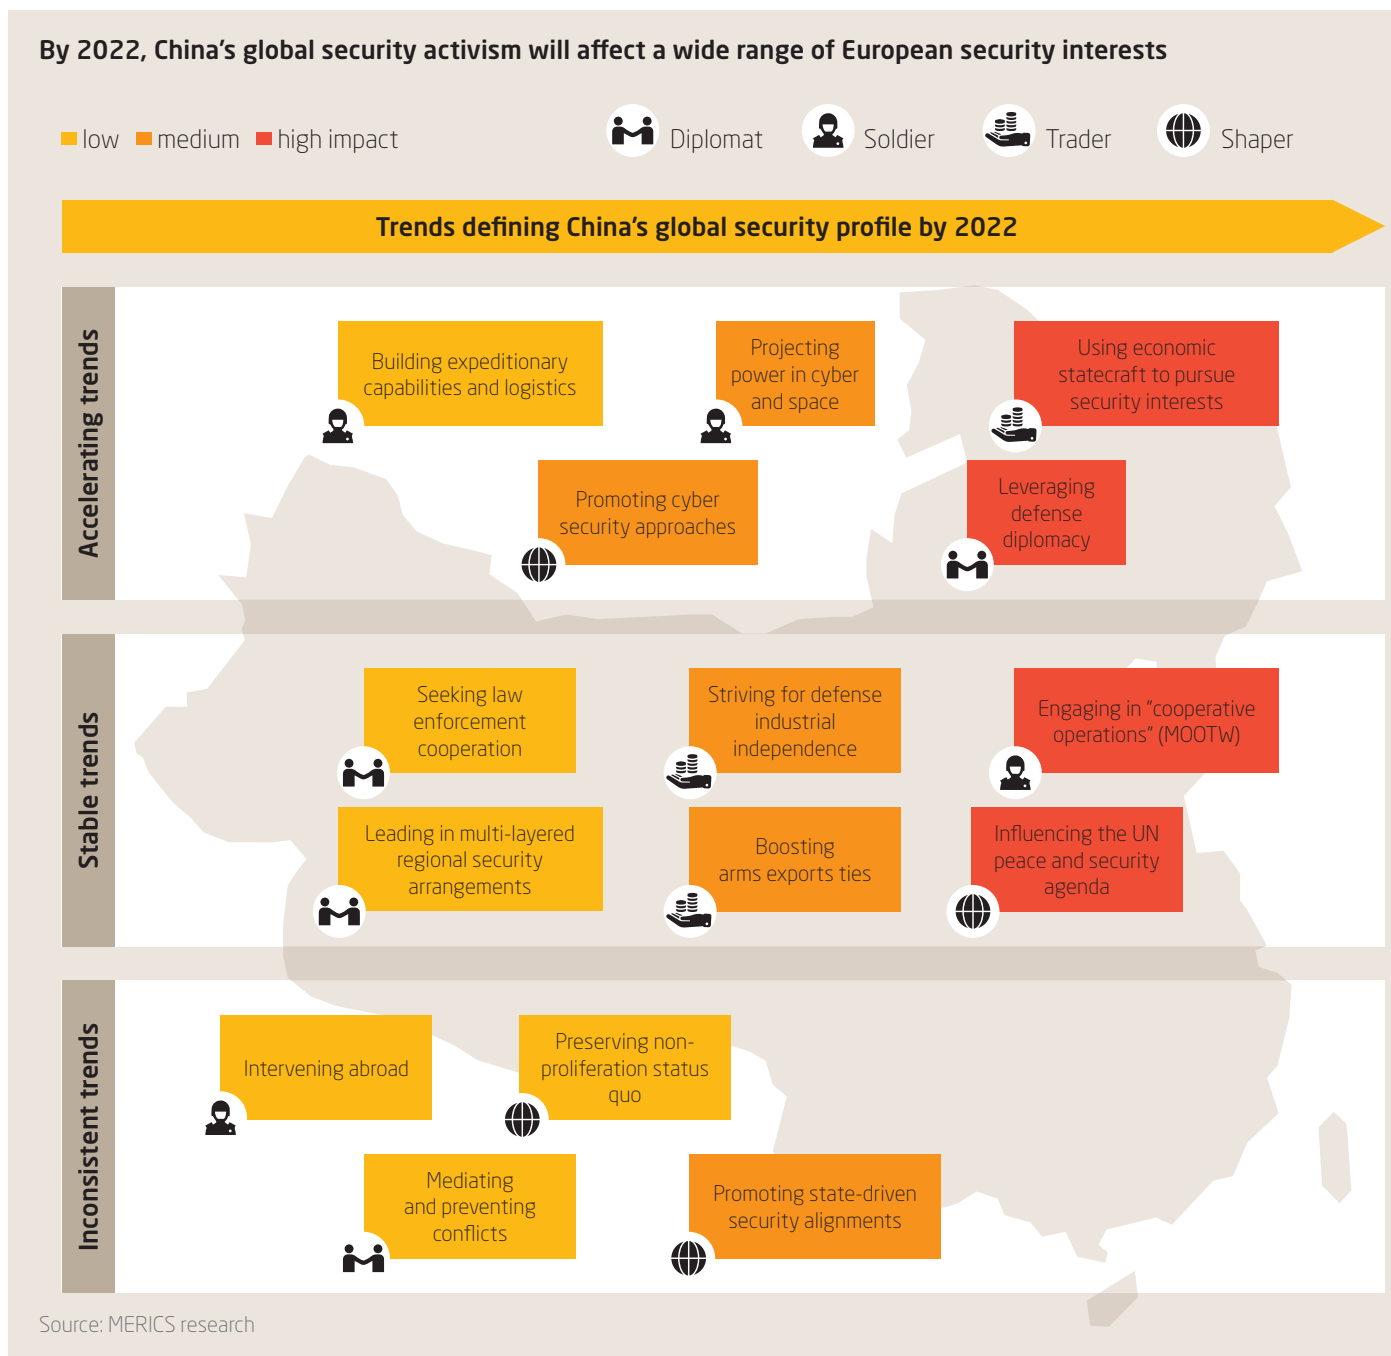 By 2022, China's global security activism will affect a wide range of European security interests
low
medium
high impact
Diplomat
Soldier
Trader
Shaper
Trends defining China's global security profile by 2022
Accelerating trends
Building expeditionary
capabilities and logistics
Projecting
power in cyber
and space
Using economic
statecraft to pursue
security interests
Promoting cyber
security approaches
Leveraging
defense
diplomacy
Stable trends
Seeking law
enforcement
cooperation
Striving for defense
industrial
independence
Engaging in “cooperative
operations“ (MOOTW)
Leading in multi-layered
regional security
arrangements
Boosting
arms exports ties
Influencing the UN
peace and security
agenda
Inconsistent trends
Intervening abroad
Preserving non-
proliferation status
quo
Mediating
and preventing
conflicts
Promoting state-driven
security alignments
Source: MERICS research